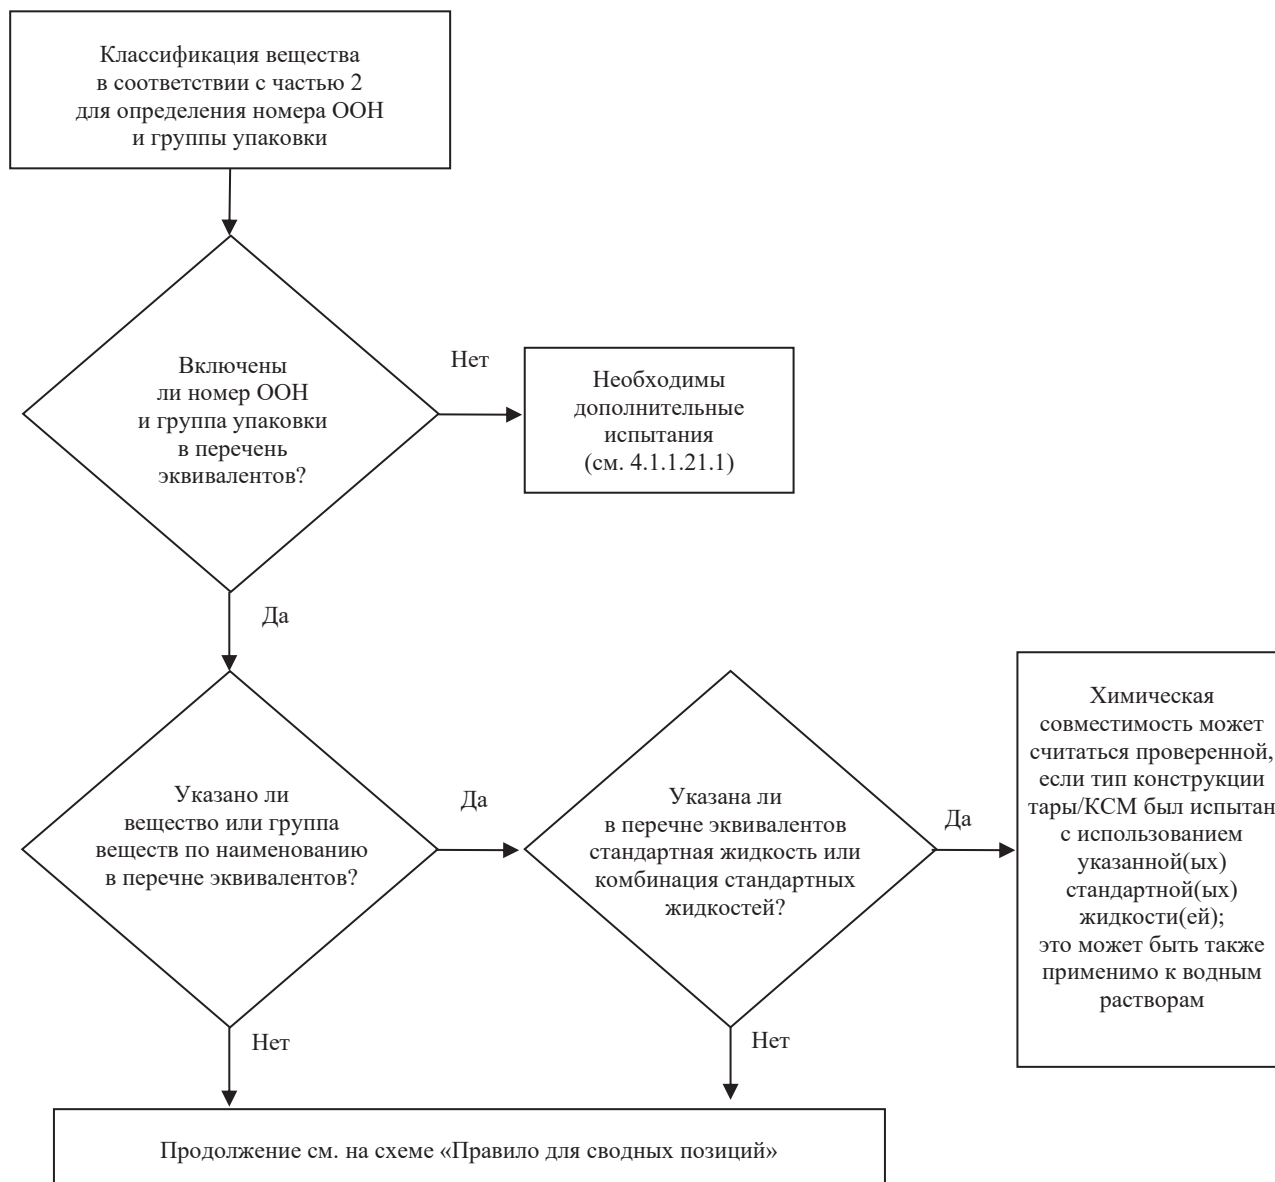 Классификация вещества
в соответствии с частью 2
для определения номера ООН
и группы упаковки
Включены
ли номер ООН
и группа упаковки
в перечень
эквивалентов?
Нет
Необходимы
дополнительные
испытания
(см. 4.1.1.21.1)
Да
Указано ли
вещество или группа
веществ по наименованию
в перечне эквивалентов?
Да
Указана ли
в перечне эквивалентов
стандартная жидкость или
комбинация стандартных
жидкостей?
Да
Химическая
совместимость может
считаться проверенной,
если тип конструкции
тары/КСМ был испытан
с использованием
указанной(ых)
стандартной(ых)
жидкости(ей);
это может быть также
применимо к водным
растворам
Нет
Нет
Продолжение см. на схеме «Правило для сводных позиций»